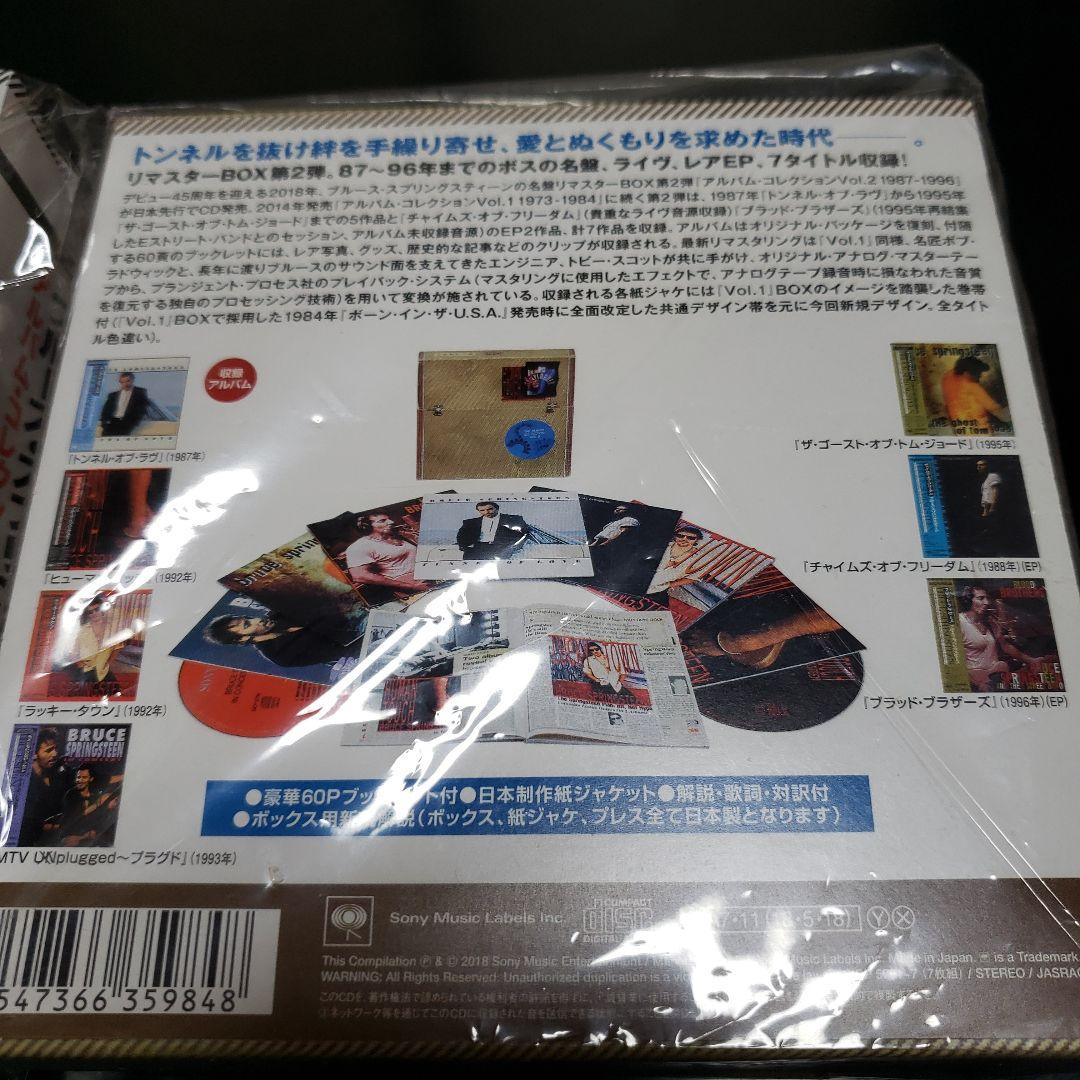 トンネルを抜け絆を手繰り寄せ、愛とぬくもりを求めた時代――。
リマスターBOX第2弾。87〜96年までのボスの名盤、ライヴ、レアEP、7タイトル収録!
デビュー45周年を迎える2018年、ブルース・スプリングスティーンの名盤リマスターBOX第2弾『アルバム・コレクションVol.2 1987-1996』
が日本先行でCD発売。2014年発売『アルバム・コレクションVol.1 1973-1984』に続く第2弾は、1987年『トンネル・オブ・ラヴ』から1995年
『ザ・ゴースト・オブ・トム・ジョード』までの5作品と『チャイムズ・オブ・フリーダム』(貴重なライヴ音源収録)『ブラッド・ブラザーズ』(1995年再結集
したEストリート・バンドとのセッション、アルバム未収録音源)のEP2作品、計7作品を収録。アルバムはオリジナル・パッケージを復刻、付随
する60頁のブックレットには、レア写真、グッズ、歴史的な記事などのクリップが収録される。最新リマスタリングは『Vol.1』同様、名匠ボブ・
ラドウィックと、長年に渡りブルースのサウンド面を支えてきたエンジニア、トビー・スコットが共に手がけ、オリジナル・アナログ・マスターテー
プから、プランジェント・プロセス社のプレイバック・システム(マスタリングに使用したエフェクトで、アナログテープ録音時に損なわれた音質
を復元する独自のプロセッシング技術)を用いて変換が施されている。収録される各紙ジャケには『Vol.1』BOXのイメージを踏襲した巻帯
付(『Vol.1』BOXで採用した1984年『ボーン・イン・ザ・U.S.A.』発売時に全面改定した共通デザイン帯を元に今回新規デザイン。全タイト
ル色違い)。
収録
アルバム
『トンネル・オブ・ラヴ』(1987年)
(1992年)
『ラッキー・タウン』(1992年)
BRUCE
SPRINGSTEEN
IN CONCERT
MTV UXNplugged〜プラグド』(1993年)
BRUCE SPRINGSTEEN
TUNNEL OF LOVE
『ザ・ゴースト・オブ・トム・ジョード』(1995年)
『チャイムズ・オブ・フリーダム』(1988年)(EP)
『ブラッド・ブラザーズ』(1996年)(EP)
●豪華60Pブックレット付●日本制作紙ジャケット●解説・歌詞・対訳付
●ボックス用新 解説(ボックス、紙ジャケ、プレス全て日本製となります)
547366 359848
Sony Music Labels Inc.
COMPACT
DISC
DIGITAL
7・11 (18・5・18) Y X
This Compilation ℗ & © 2018 Sony Music Entertainment / Music Labels Inc. Made in Japan. is a Trademark
WARNING: All Rights Reserved. Unauthorized duplication is a (7枚組) / STEREO / JASRAC